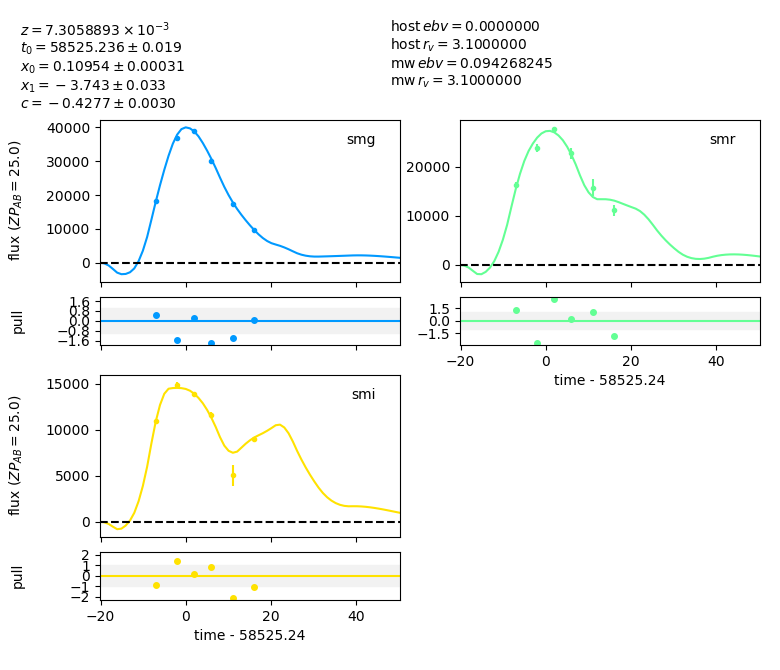 z = 7.3058893 × 10⁻³
t₀ = 58525.236 ± 0.019
x₀ = 0.10954 ± 0.00031
x₁ = −3.743 ± 0.033
c = −0.4277 ± 0.0030
host ebv = 0.0000000
host r_v = 3.1000000
mw ebv = 0.094268245
mw r_v = 3.1000000
flux (ZP_AB = 25.0)
40000
30000
20000
10000
0
smg
20000
10000
0
smr
pull
1.6
0.8
0.0
−0.8
−1.6
1.5
0.0
−1.5
−20 0 20 40
time - 58525.24
flux (ZP_AB = 25.0)
15000
10000
5000
0
smi
pull
2
1
0
−1
−2
−20 0 20 40
time - 58525.24